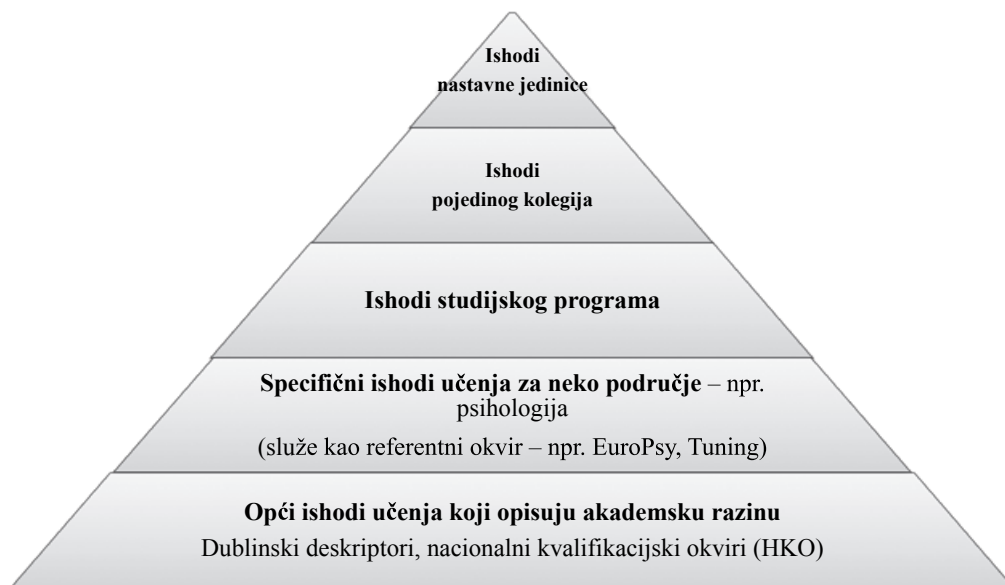 Ishodi
nastavne jedinice
Ishodi
pojedinog kolegija
Ishodi studijskog programa
Specifični ishodi učenja za neko područje – npr.
psihologija
(služe kao referentni okvir – npr. EuroPsy, Tuning)
Opći ishodi učenja koji opisuju akademsku razinu
Dublinski deskriptori, nacionalni kvalifikacijski okviri (HKO)